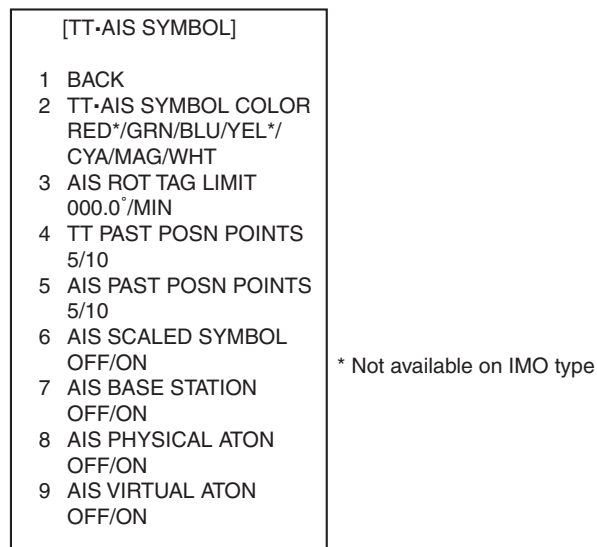 [TT▪AIS SYMBOL]
1 BACK
2 TT▪AIS SYMBOL COLOR
RED*/GRN/BLU/YEL*/
CYA/MAG/WHT
3 AIS ROT TAG LIMIT
000.0°/MIN
4 TT PAST POSN POINTS
5/10
5 AIS PAST POSN POINTS
5/10
6 AIS SCALED SYMBOL
OFF/ON
7 AIS BASE STATION
OFF/ON
8 AIS PHYSICAL ATON
OFF/ON
9 AIS VIRTUAL ATON
OFF/ON
* Not available on IMO type